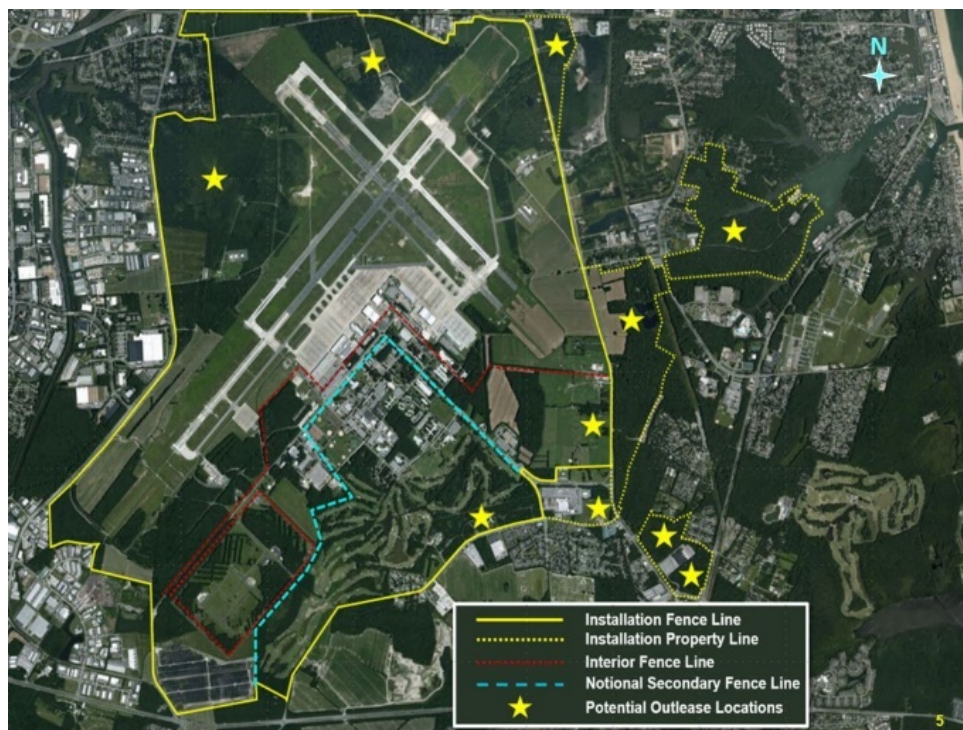 N
Installation Fence Line
Installation Property Line
Interior Fence Line
Notional Secondary Fence Line
Potential Outlease Locations
5